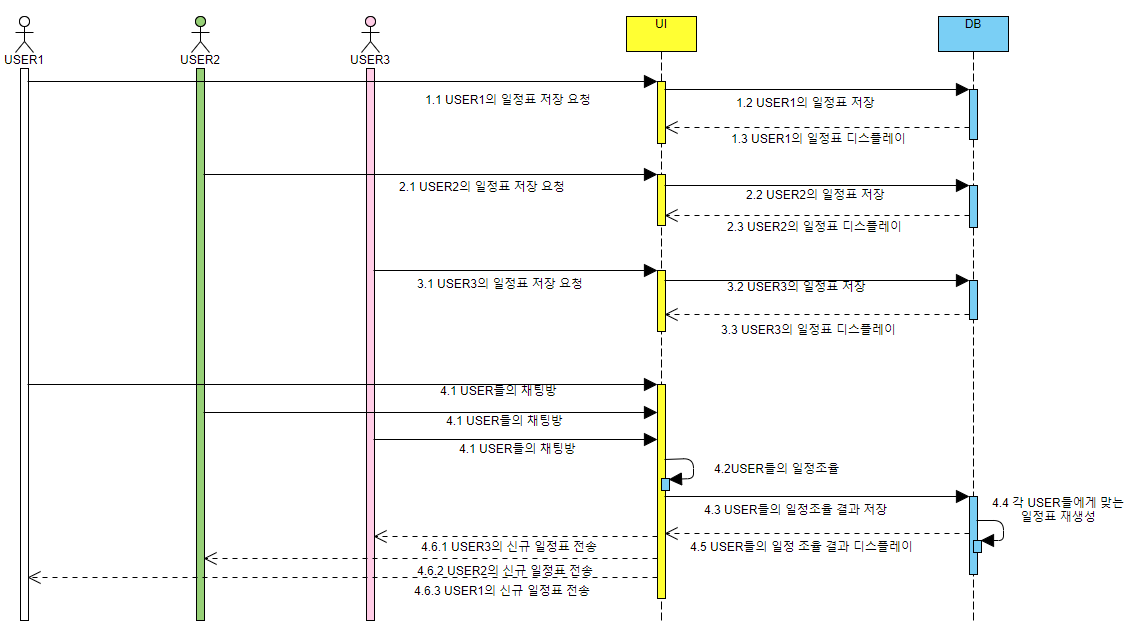 USER1
USER2
USER3
UI
DB
1.1 USER1의 일정표 저장 요청
1.2 USER1의 일정표 저장
1.3 USER1의 일정표 디스플레이
2.1 USER2의 일정표 저장 요청
2.2 USER2의 일정표 저장
2.3 USER2의 일정표 디스플레이
3.1 USER3의 일정표 저장 요청
3.2 USER3의 일정표 저장
3.3 USER3의 일정표 디스플레이
4.1 USER들의 채팅방
4.1 USER들의 채팅방
4.1 USER들의 채팅방
4.2USER들의 일정조율
4.3 USER들의 일정조율 결과 저장
4.4 각 USER들에게 맞는
일정표 재생성
4.5 USER들의 일정 조율 결과 디스플레이
4.6.1 USER3의 신규 일정표 전송
4.6.2 USER2의 신규 일정표 전송
4.6.3 USER1의 신규 일정표 전송